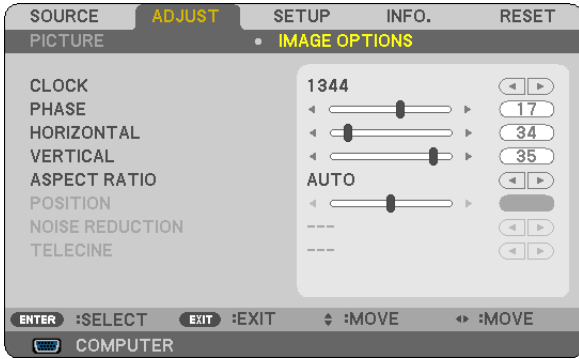 SOURCE ADJUST SETUP INFO. RESET
PICTURE • IMAGE OPTIONS
CLOCK 1344
PHASE 17
HORIZONTAL 34
VERTICAL 35
ASPECT RATIO AUTO
POSITION
NOISE REDUCTION ---
TELECINE ---
ENTER :SELECT EXIT :EXIT :MOVE :MOVE
COMPUTER